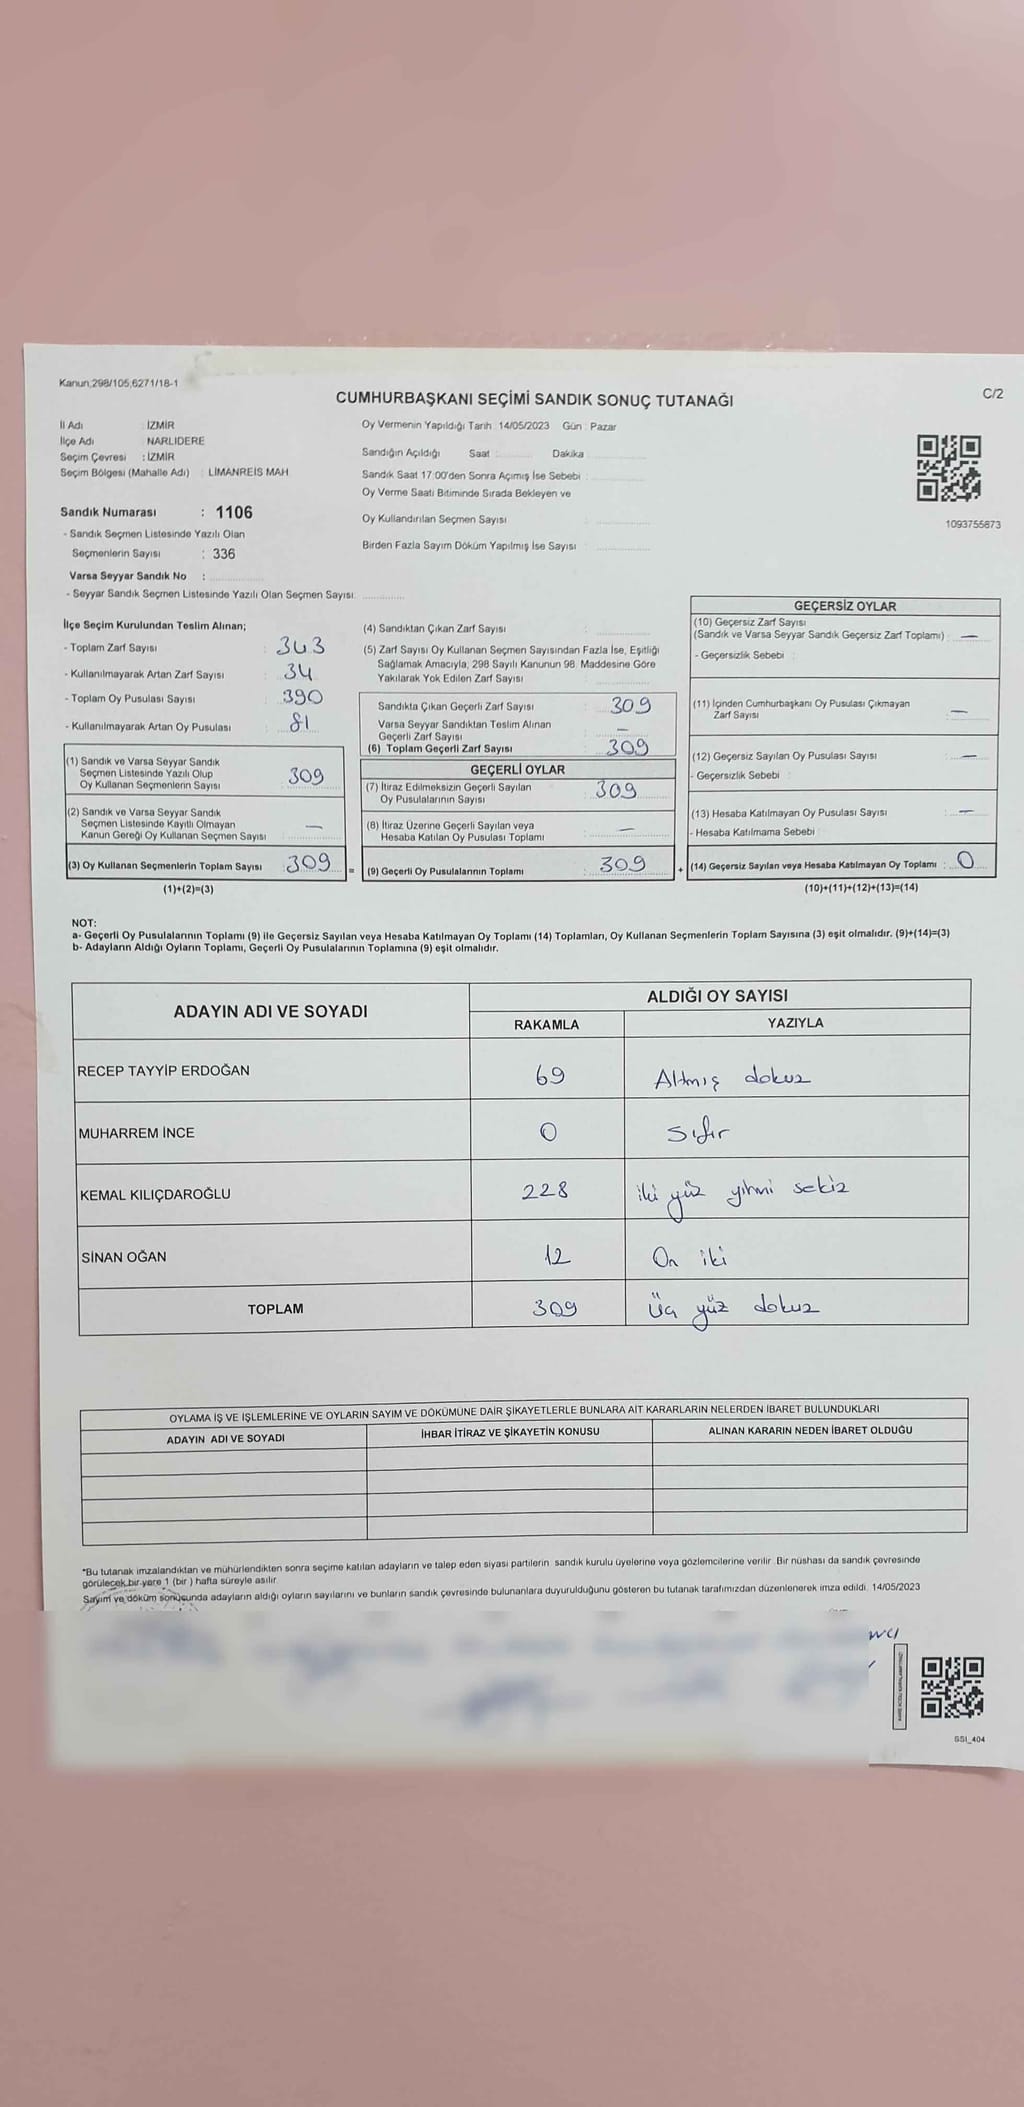 Kanun;298/105,6271/18-1
C/2
CUMHURBAŞKANI SEÇİMİ SANDIK SONUÇ TUTANAĞI
İl Adı : İZMİR
İlçe Adı : NARLIDERE
Seçim Çevresi : İZMİR
Seçim Bölgesi (Mahalle Adı) : LİMANREİS MAH.
Sandık Numarası : 1106
- Sandık Seçmen Listesinde Yazılı Olan
Seçmenlerin Sayısı : 336
Varsa Seyyar Sandık No :
- Seyyar Sandık Seçmen Listesinde Yazılı Olan Seçmen Sayısı:
Oy Vermenin Yapıldığı Tarih : 14/05/2023 Gün : Pazar
Sandığın Açıldığı Saat : Dakika :
Sandık Saat 17:00'den Sonra Açımış İse Sebebi :
Oy Verme Saati Bitiminde Sırada Bekleyen ve
Oy Kullandırılan Seçmen Sayısı :
Birden Fazla Sayım Döküm Yapılmış İse Sayısı :
1093755873
İlçe Seçim Kurulundan Teslim Alınan;
- Toplam Zarf Sayısı : 343
- Kullanılmayarak Artan Zarf Sayısı : 34
- Toplam Oy Pusulası Sayısı : 390
- Kullanılmayarak Artan Oy Pusulası : 81
(1) Sandık ve Varsa Seyyar Sandık
Seçmen Listesinde Yazılı Olup
Oy Kullanan Seçmenlerin Sayısı : 309
(2) Sandık ve Varsa Seyyar Sandık
Seçmen Listesinde Kayıtlı Olmayan
Kanun Gereği Oy Kullanan Seçmen Sayısı : —
(3) Oy Kullanan Seçmenlerin Toplam Sayısı : 309
(1)+(2)=(3)
(4) Sandıktan Çıkan Zarf Sayısı :
(5) Zarf Sayısı Oy Kullanan Seçmen Sayısından Fazla İse, Eşitliği
Sağlamak Amacıyla, 298 Sayılı Kanunun 98. Maddesine Göre
Yakılarak Yok Edilen Zarf Sayısı :
Sandıkta Çıkan Geçerli Zarf Sayısı : 309
Varsa Seyyar Sandıktan Teslim Alınan
Geçerli Zarf Sayısı : —
(6) Toplam Geçerli Zarf Sayısı : 309
GEÇERLİ OYLAR
(7) İtiraz Edilmeksizin Geçerli Sayılan
Oy Pusulalarının Sayısı : 309
(8) İtiraz Üzerine Geçerli Sayılan veya
Hesaba Katılan Oy Pusulası Toplamı : —
= (9) Geçerli Oy Pusulalarının Toplamı : 309
GEÇERSİZ OYLAR
(10) Geçersiz Zarf Sayısı
(Sandık ve Varsa Seyyar Sandık Geçersiz Zarf Toplamı) : —
- Geçersizlik Sebebi :
(11) İçinden Cumhurbaşkanı Oy Pusulası Çıkmayan
Zarf Sayısı : —
(12) Geçersiz Sayılan Oy Pusulası Sayısı : —
- Geçersizlik Sebebi :
(13) Hesaba Katılmayan Oy Pusulası Sayısı : —
- Hesaba Katılmama Sebebi :
+ (14) Geçersiz Sayılan veya Hesaba Katılmayan Oy Toplamı : 0
(10)+(11)+(12)+(13)=(14)
NOT:
a- Geçerli Oy Pusulalarının Toplamı (9) ile Geçersiz Sayılan veya Hesaba Katılmayan Oy Toplamı (14) Toplamları, Oy Kullanan Seçmenlerin Toplam Sayısına (3) eşit olmalıdır. (9)+(14)=(3)
b- Adayların Aldığı Oyların Toplamı, Geçerli Oy Pusulalarının Toplamına (9) eşit olmalıdır.
ADAYIN ADI VE SOYADI
ALDIĞI OY SAYISI
RAKAMLA YAZIYLA
RECEP TAYYİP ERDOĞAN 69 Altmış dokuz
MUHARREM İNCE 0 Sıfır
KEMAL KILIÇDAROĞLU 228 iki yüz yirmi sekiz
SİNAN OĞAN 12 On iki
TOPLAM 309 Üç yüz dokuz
OYLAMA İŞ VE İŞLEMLERİNE VE OYLARIN SAYIM VE DÖKÜMÜNE DAİR ŞİKAYETLERLE BUNLARA AİT KARARLARIN NELERDEN İBARET BULUNDUKLARI
ADAYIN ADI VE SOYADI İHBAR İTİRAZ VE ŞİKAYETİN KONUSU ALINAN KARARIN NEDEN İBARET OLDUĞU
"Bu tutanak imzalandıktan ve mühürlendikten sonra seçime katılan adayların ve talep eden siyasi partilerin sandık kurulu üyelerine veya gözlemcilerine verilir. Bir nüshası da sandık çevresinde
görülecek bir yere 1 (bir ) hafta süreyle asılır.
Sayım ve döküm sonucunda adayların aldığı oyların sayılarını ve bunların sandık çevresinde bulunanlara duyurulduğunu gösteren bu tutanak tarafımızdan düzenlenerek imza edildi. 14/05/2023
SSI_404